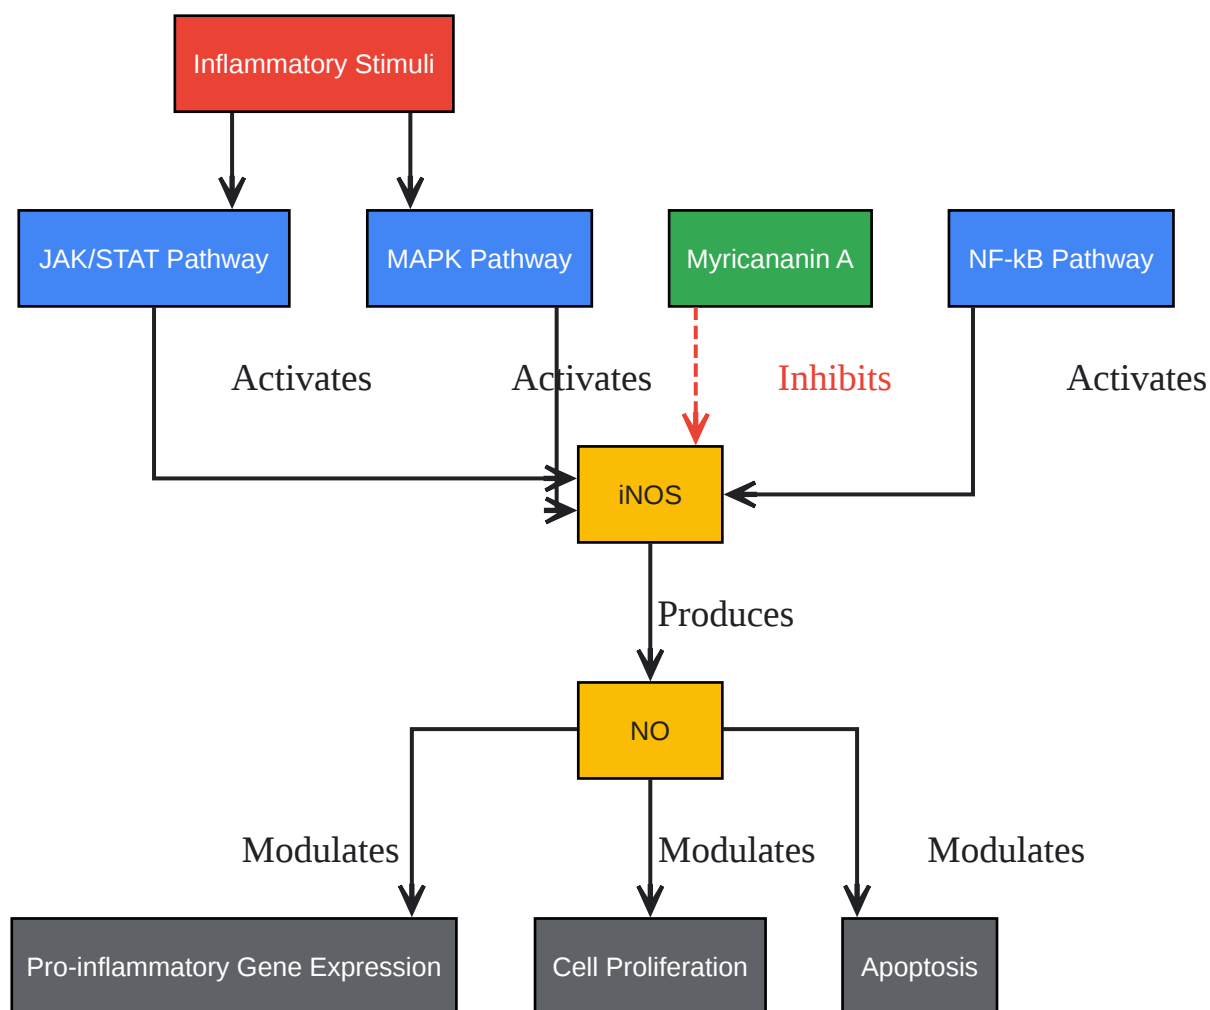 Inflammatory Stimuli
JAK/STAT Pathway
MAPK Pathway
Myricananin A
NF-kB Pathway
Activates
Activates
Inhibits
Activates
iNOS
Produces
NO
Modulates
Modulates
Modulates
Pro-inflammatory Gene Expression
Cell Proliferation
Apoptosis